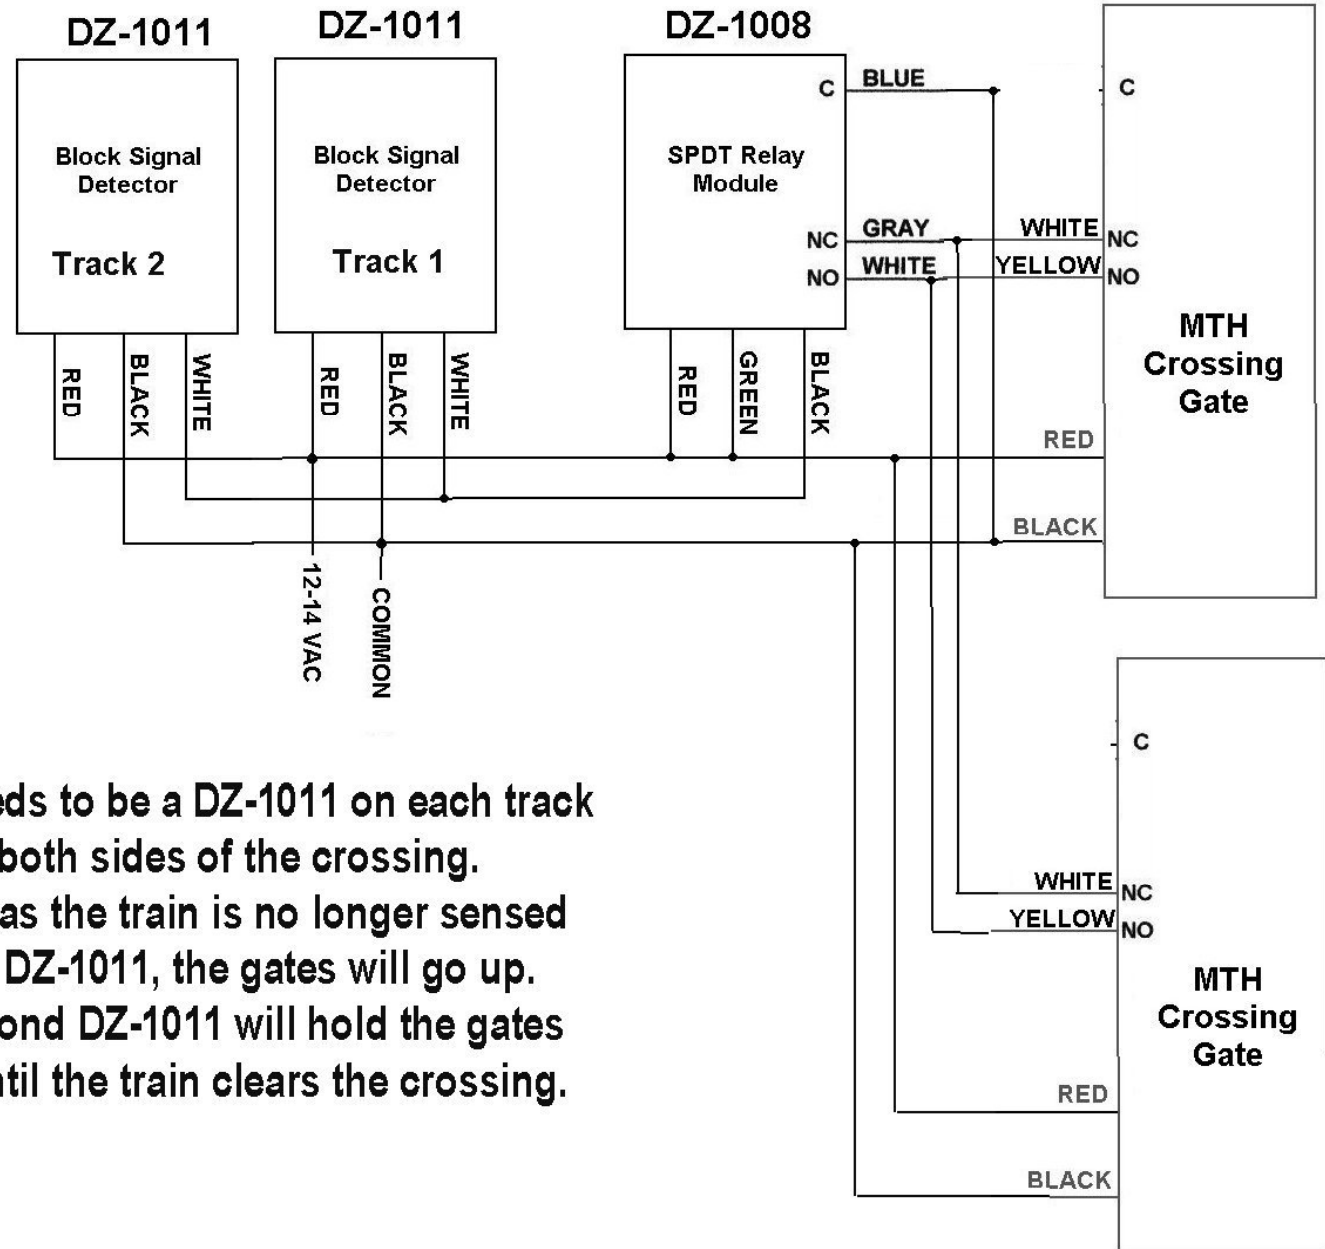 DZ-1011
DZ-1011
DZ-1008
Block Signal
Detector
Track 2
Block Signal
Detector
Track 1
SPDT Relay
Module
C
BLUE
NC
GRAY
NO
WHITE
C
WHITE
NC
YELLOW
NO
MTH
Crossing
Gate
RED
BLACK
RED
BLACK
WHITE
RED
BLACK
WHITE
RED
GREEN
BLACK
12-14 VAC
COMMON
C
WHITE
NC
YELLOW
NO
MTH
Crossing
Gate
RED
BLACK
to be a DZ-1011 on each track
both sides of the crossing.
as the train is no longer sensed
DZ-1011, the gates will go up.
DZ-1011 will hold the gates
the train clears the crossing.